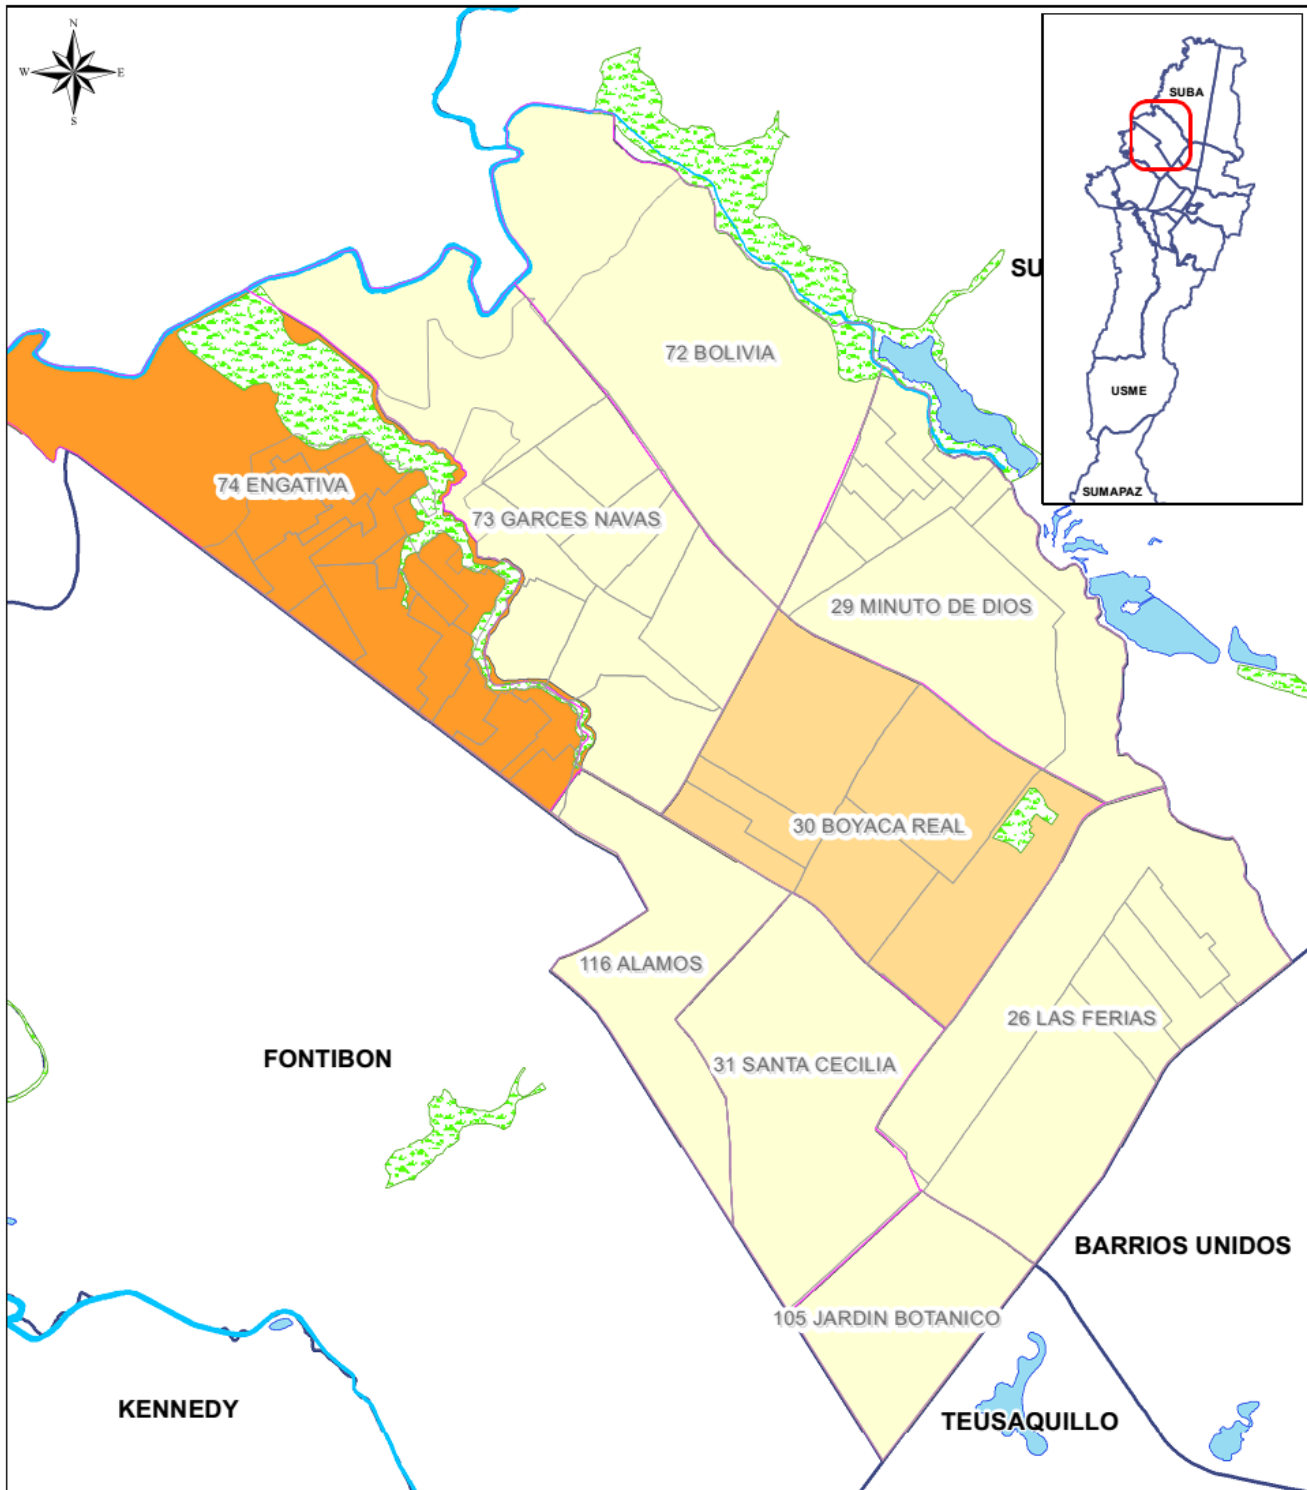 N
W
E
S
SUBA
SU
72 BOLIVIA
USME
74 ENGATIVA
SUMAPAZ
73 GARCES NAVAS
29 MINUTO DE DIOS
30 BOYACA REAL
116 ALAMOS
26 LAS FERIAS
FONTIBON
31 SANTA CECILIA
BARRIOS UNIDOS
105 JARDIN BOTANICO
KENNEDY
TEUSAQUILLO